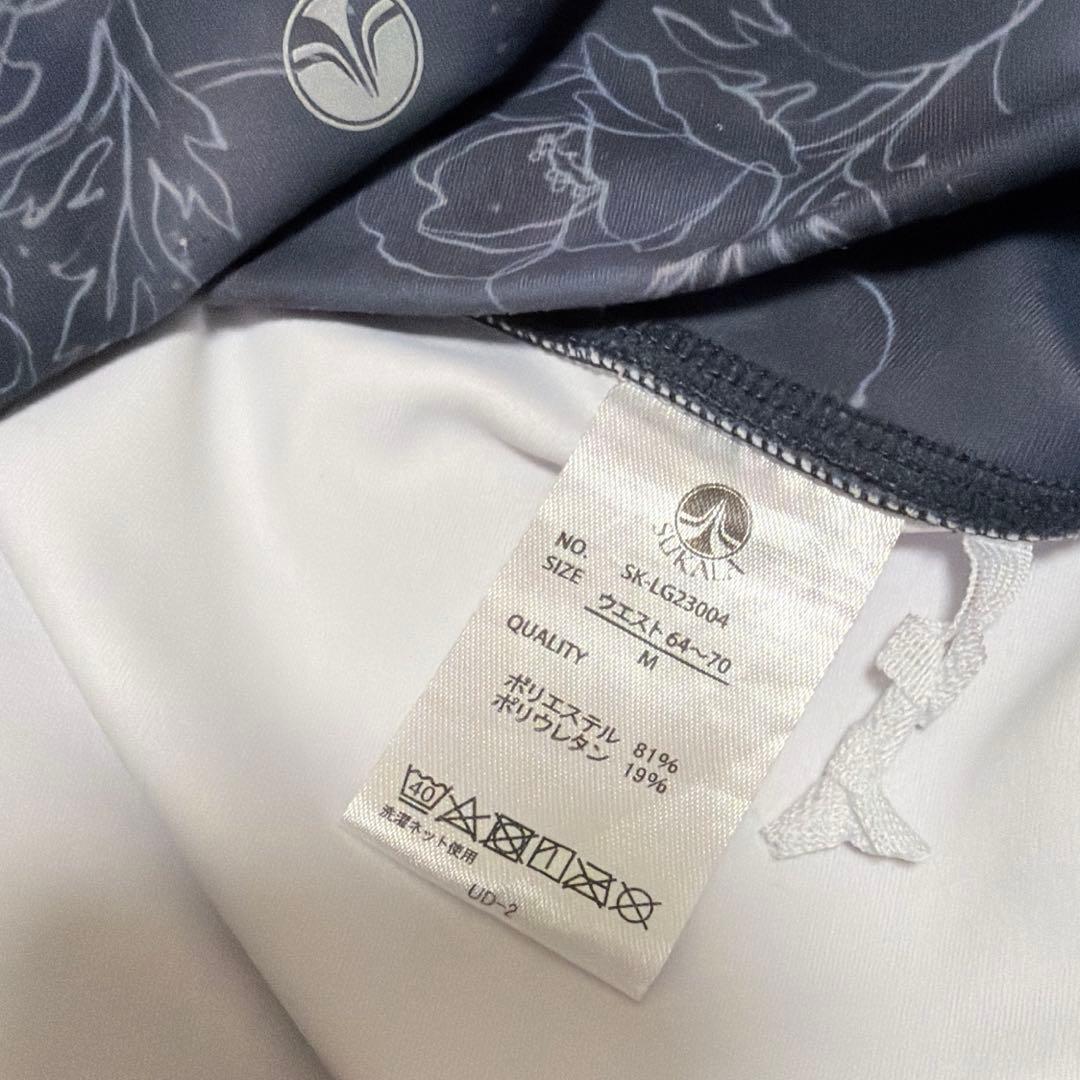 SUKALA
NO. SK-LG23004
SIZE ウエスト 64〜70
M
QUALITY
ポリエステル 81%
ポリウレタン 19%
40
洗濯ネット使用
UD-2